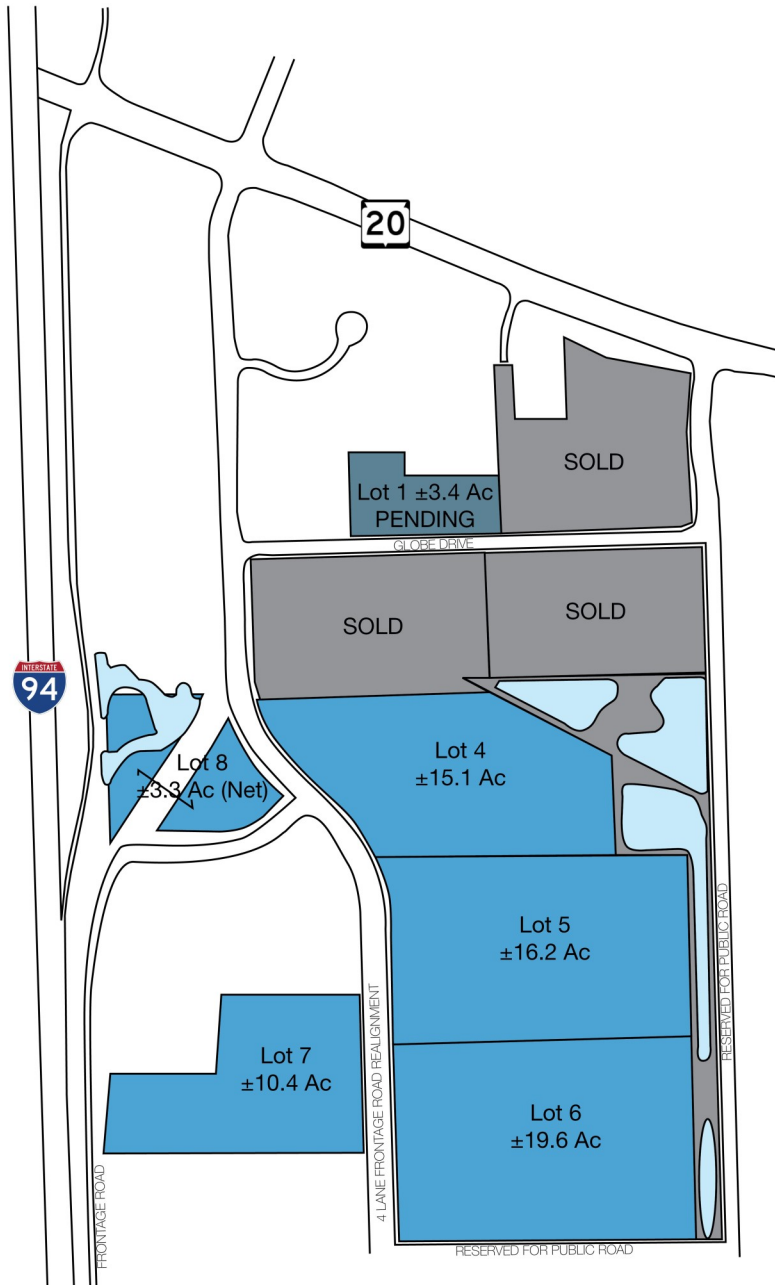 20
SOLD
Lot 1 ±3.4 Ac
PENDING
GLOBE DRIVE
SOLD
SOLD
INTERSTATE
94
Lot 8
±3.3 Ac (Net)
Lot 4
±15.1 Ac
Lot 5
±16.2 Ac
RESERVED FOR PUBLIC ROAD
Lot 7
±10.4 Ac
4 LANE FRONTAGE ROAD REALIGNMENT
Lot 6
±19.6 Ac
FRONTAGE ROAD
RESERVED FOR PUBLIC ROAD